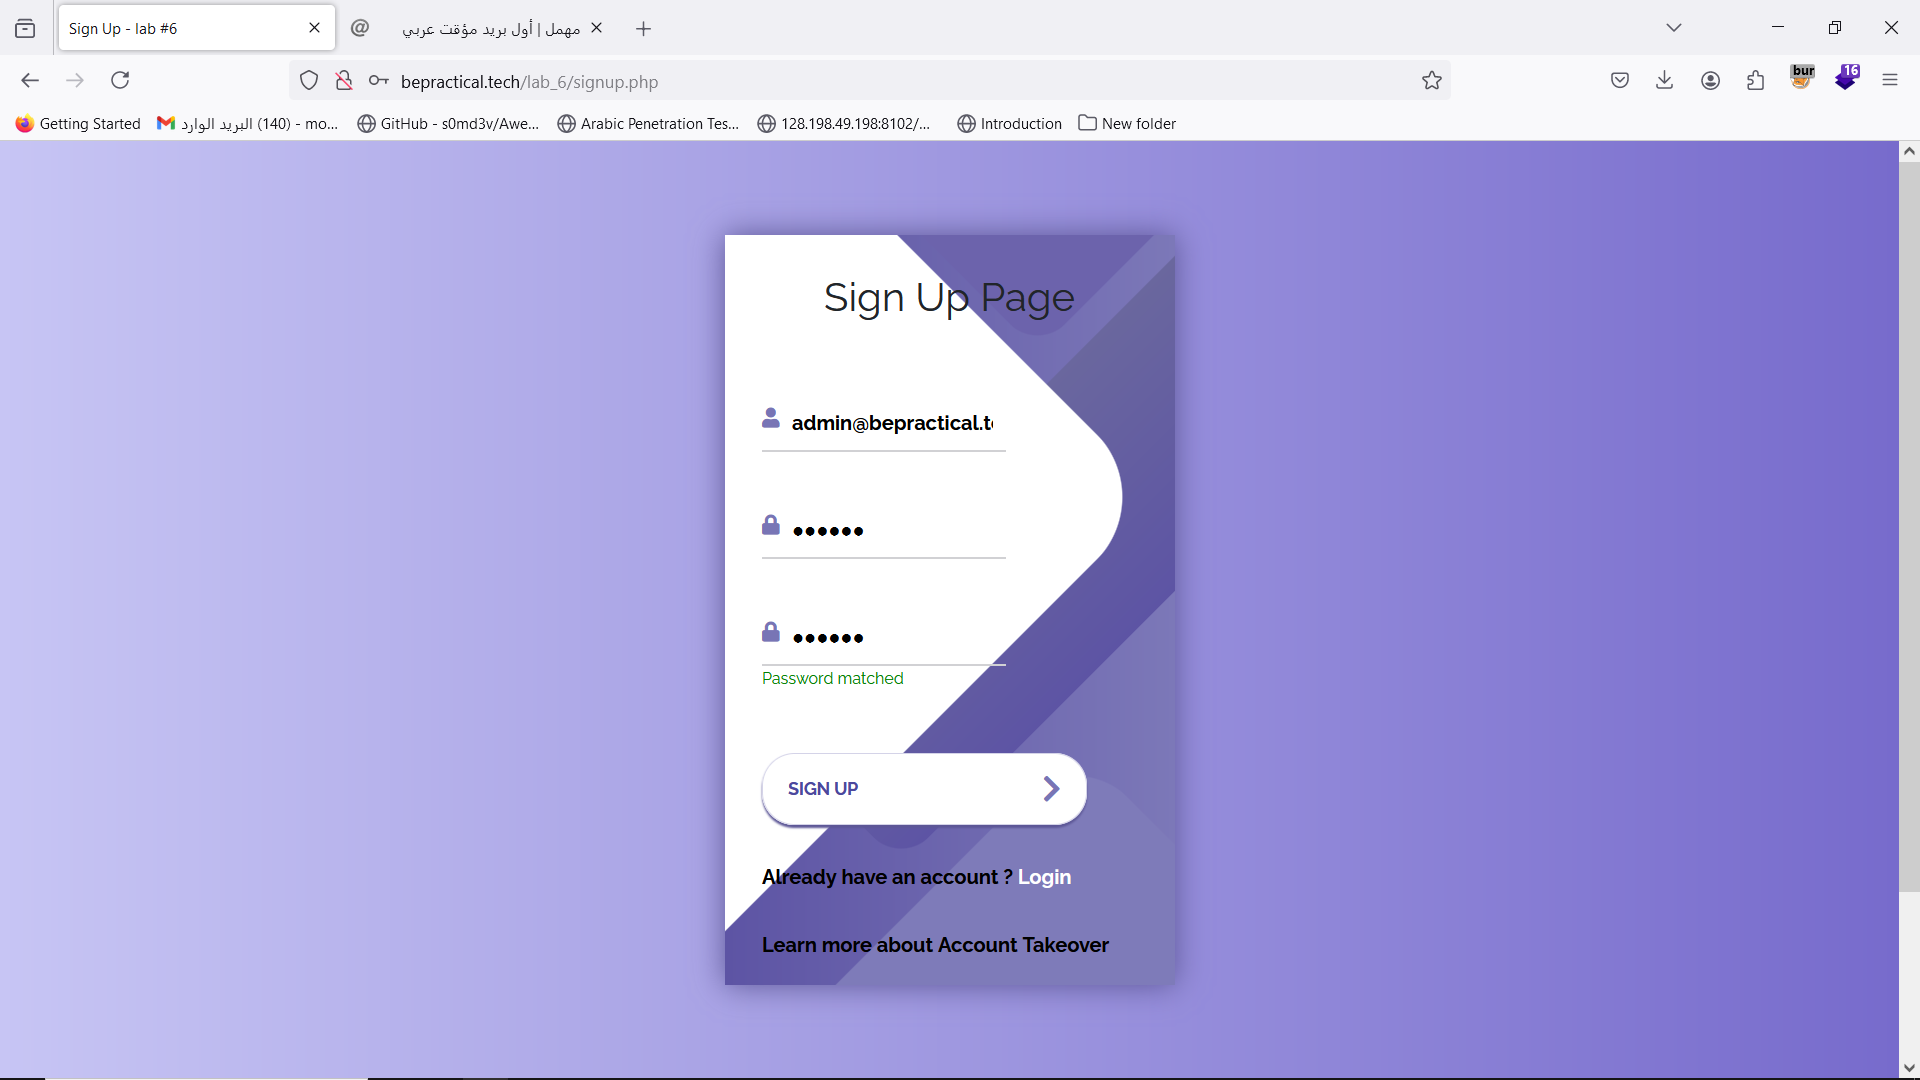 Sign Up - lab #6
مهمل | أول بريد مؤقت عربي
bepractical.tech/lab_6/signup.php
bur
16
Getting Started
البريد الوارد (140) - mo...
GitHub - s0md3v/Awe...
Arabic Penetration Tes...
128.198.49.198:8102/...
Introduction
New folder
Sign Up Page
admin@bepractical.t
Password matched
SIGN UP
Already have an account ? Login
Learn more about Account Takeover